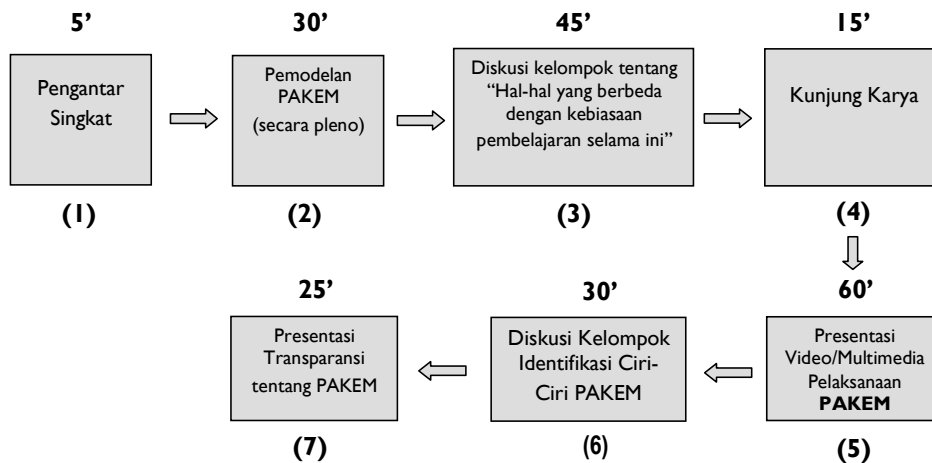 5’
Pengantar
Singkat
(1)
30’
Pemodelan
PAKEM
(secara pleno)
(2)
45’
Diskusi kelompok tentang
“Hal-hal yang berbeda
dengan kebiasaan
pembelajaran selama ini”
(3)
15’
Kunjung Karya
(4)
60’
Presentasi
Video/Multimedia
Pelaksanaan
PAKEM
(5)
30’
Diskusi Kelompok
Identifikasi Ciri-
Ciri PAKEM
(6)
25’
Presentasi
Transparansi
tentang PAKEM
(7)